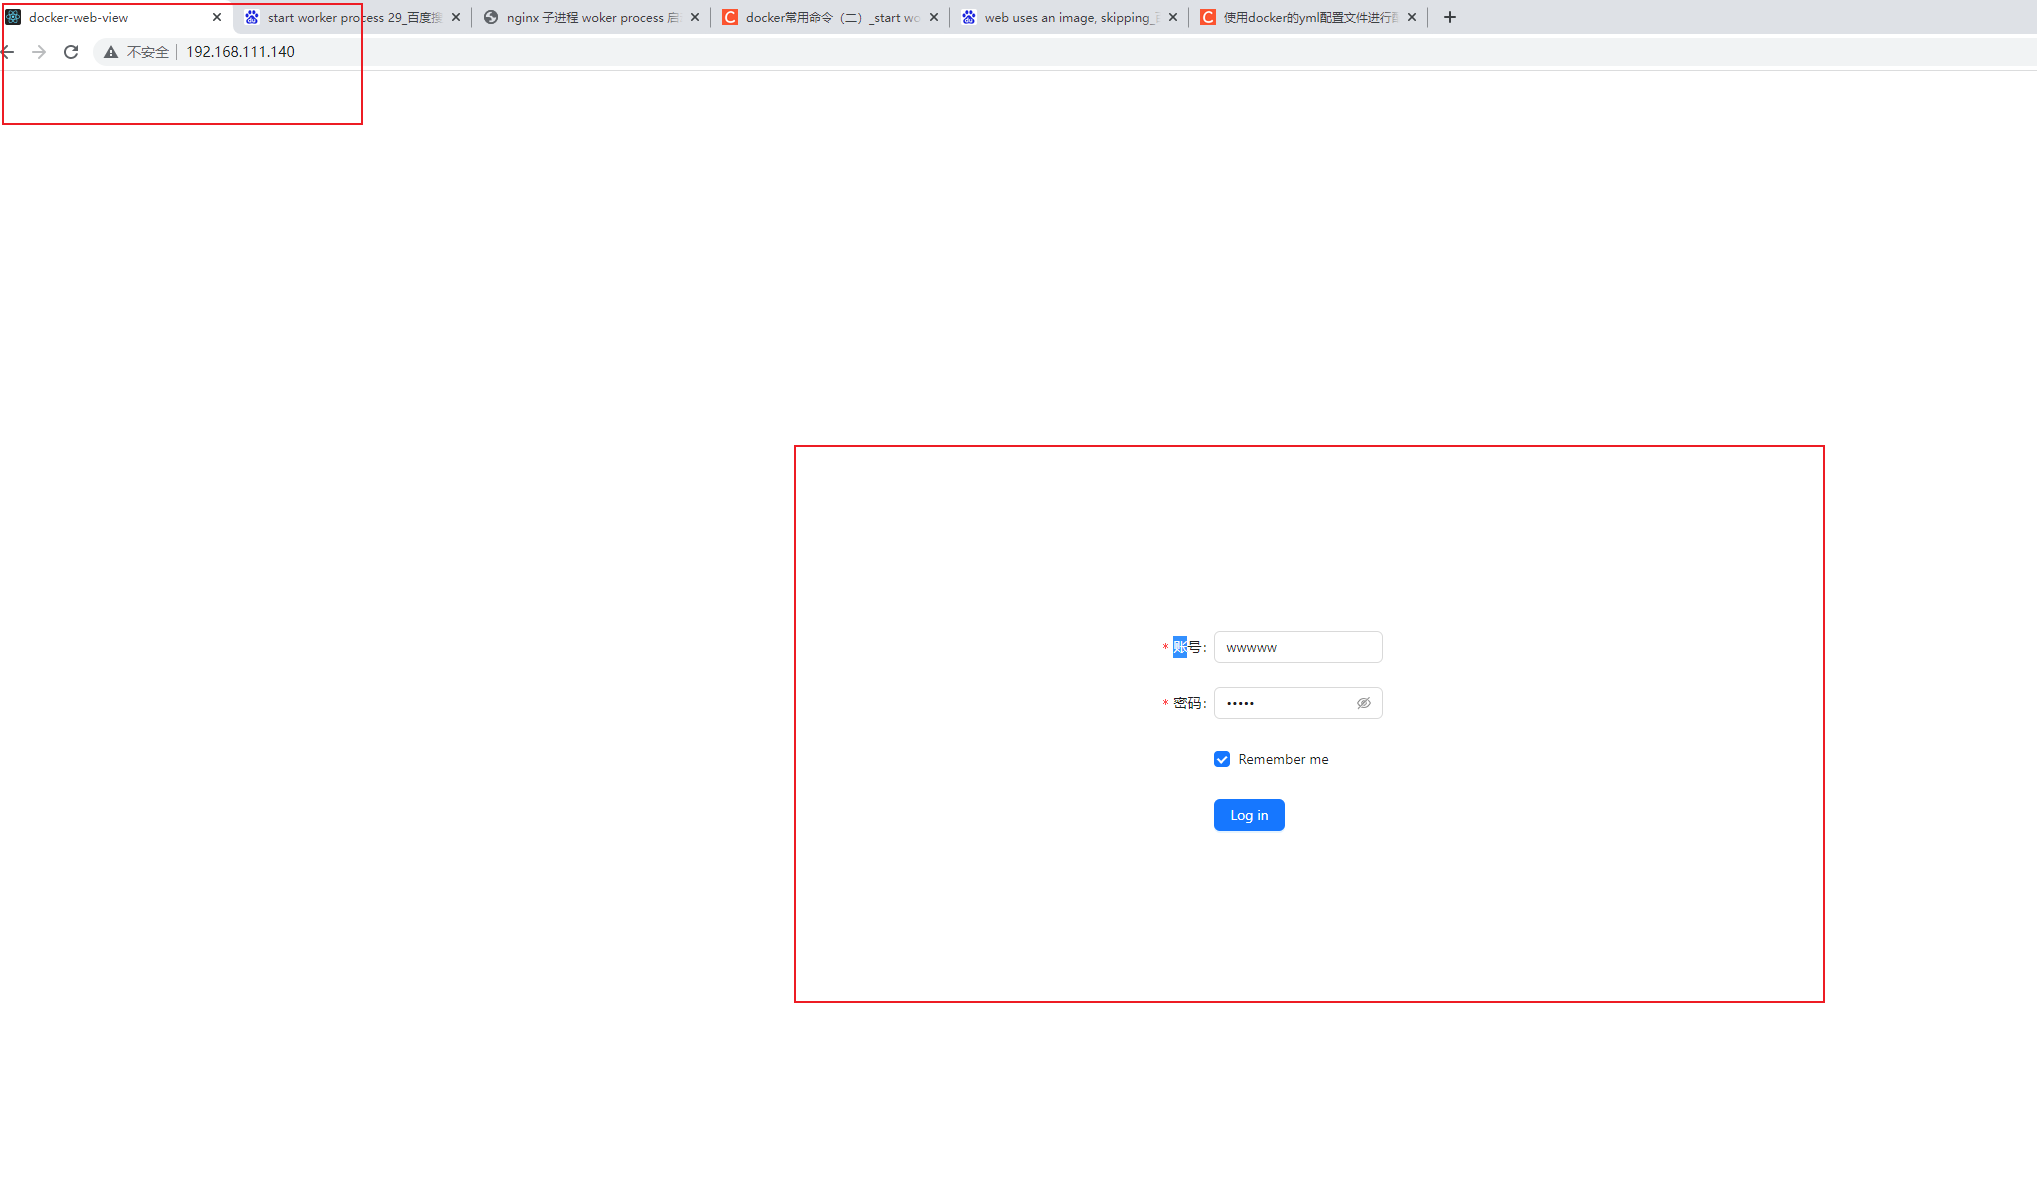 docker-web-view
start worker process 29_百度搜
nginx 子进程 woker process 启
docker常用命令（二）_start wo
web uses an image, skipping_
使用docker的yml配置文件进行
不安全 192.168.111.140
* 账号: wwwww
* 密码: •••••
Remember me
Log in